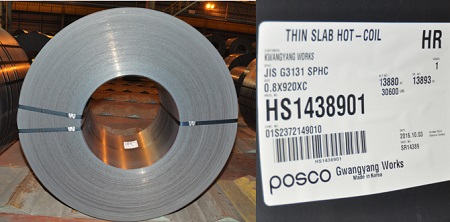 THIN SLAB HOT-COIL
HR
KWANGYANG WORKS
JIS G3131 SPHC
1
0.8X920XC
13880
13893
30600
HS1438901
01S2372149010
2015.10.03
SR14389
HS1438901
posco Gwangyang Works
Made in Korea